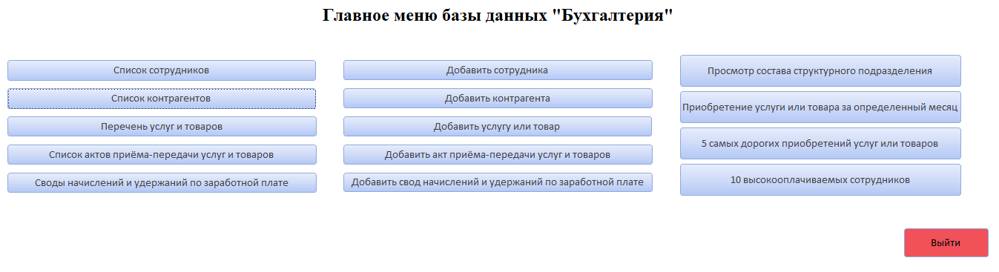 Главное меню базы данных "Бухгалтерия"
Список сотрудников
Список контрагентов
Перечень услуг и товаров
Список актов приёма-передачи услуг и товаров
Своды начислений и удержаний по заработной плате
Добавить сотрудника
Добавить контрагента
Добавить услугу или товар
Добавить акт приёма-передачи услуг и товаров
Добавить свод начислений и удержаний по заработной плате
Просмотр состава структурного подразделения
Приобретение услуги или товара за определенный месяц
5 самых дорогих приобретений услуг или товаров
10 высокооплачиваемых сотрудников
Выйти